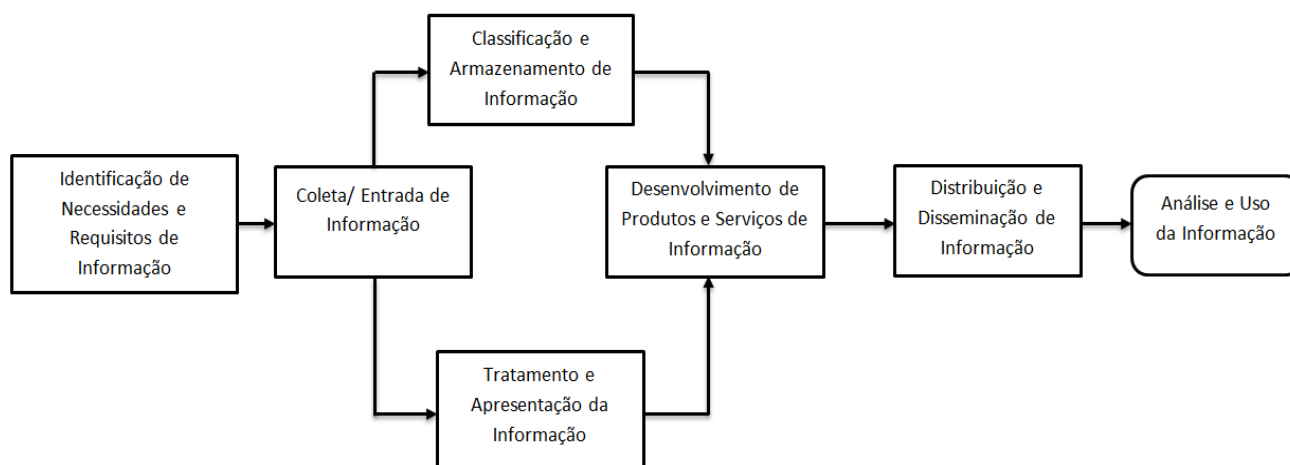 Identificação de
Necessidades e
Requisitos de
Informação
Coleta/ Entrada de
Informação
Classificação e
Armazenamento de
Informação
Tratamento e
Apresentação da
Informação
Desenvolvimento de
Produtos e Serviços de
Informação
Distribuição e
Disseminação de
Informação
Análise e Uso
da Informação